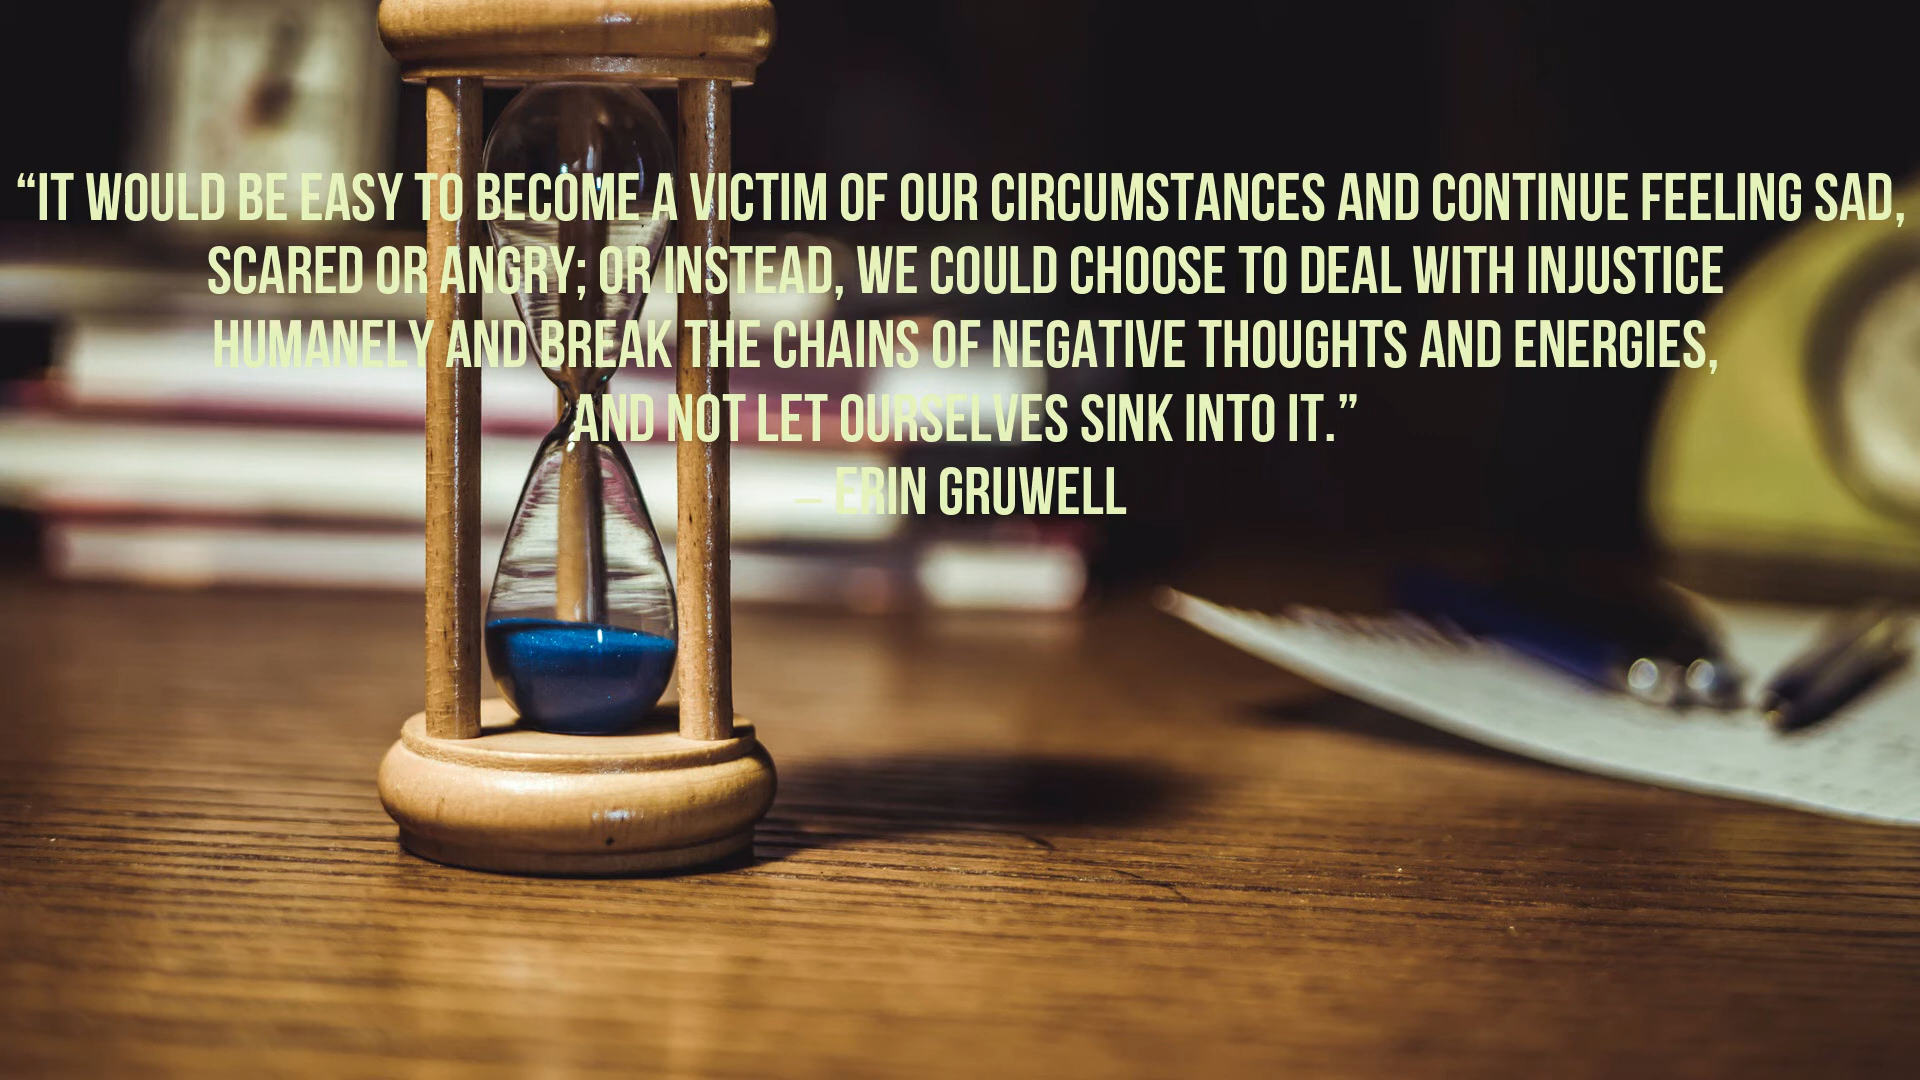 “IT WOULD BE EASY TO BECOME A VICTIM OF OUR CIRCUMSTANCES AND CONTINUE FEELING SAD,
SCARED OR ANGRY; OR INSTEAD, WE COULD CHOOSE TO DEAL WITH INJUSTICE
HUMANELY AND BREAK THE CHAINS OF NEGATIVE THOUGHTS AND ENERGIES,
AND NOT LET OURSELVES SINK INTO IT.”
– ERIN GRUWELL